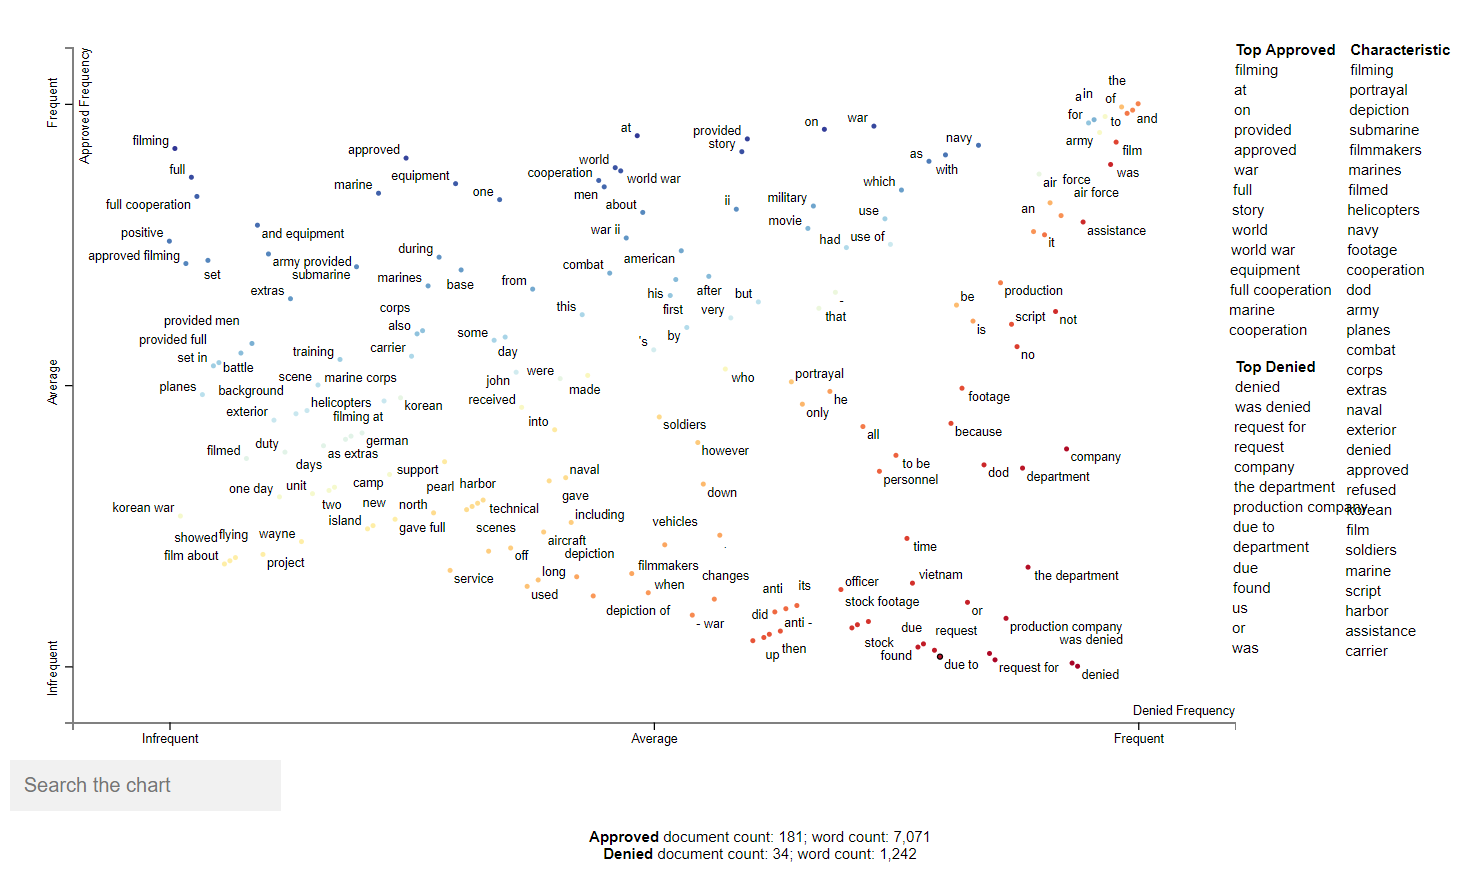 Top Approved Characteristic
filming filming
at portrayal
on depiction
provided submarine
approved filmmakers
war marines
full filmed
story helicopters
world navy
world war footage
equipment cooperation
full cooperation dod
marine army
cooperation planes
combat
Top Denied corps
denied extras
was denied naval
request for exterior
request denied
company approved
the department refused
production company korean
due to film
department soldiers
due marine
found script
us harbor
or assistance
was carrier
Frequent
Approved Frequency
Average
Infrequent
the
a in of
for to and
army film
at provided on war
filming story navy
approved world as with was
full cooperation world war
equipment which air force
marine one men air force
full cooperation about ii military use an
positive and equipment war ii movie assistance
approved filming during had use of it
army provided american
set submarine combat
marines base from after
extras his but be production
corps this first very - script not
provided men also that is
provided full some 's by no
set in training carrier day
battle scene marine corps were who portrayal
planes background john made he footage
helicopters korean received only
exterior filming at into soldiers because
duty german all
filmed as extras however company
days support naval to be
one day unit camp pearl harbor down personnel dod department
korean war two new north technical gave
island gave full scenes including vehicles
showed flying wayne aircraft . time
film about project off depiction
service long filmmakers changes anti its officer vietnam the department
used when stock footage
depiction of - war did anti - or
due request production company
up then stock was denied
found due to request for denied
Denied Frequency
Infrequent Average Frequent
Search the chart
Approved document count: 181; word count: 7,071
Denied document count: 34; word count: 1,242